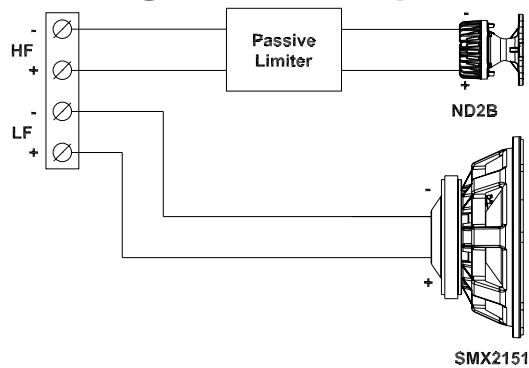 -
HF
+
-
LF
+
Passive
Limiter
-
+
ND2B
-
+
SMX2151